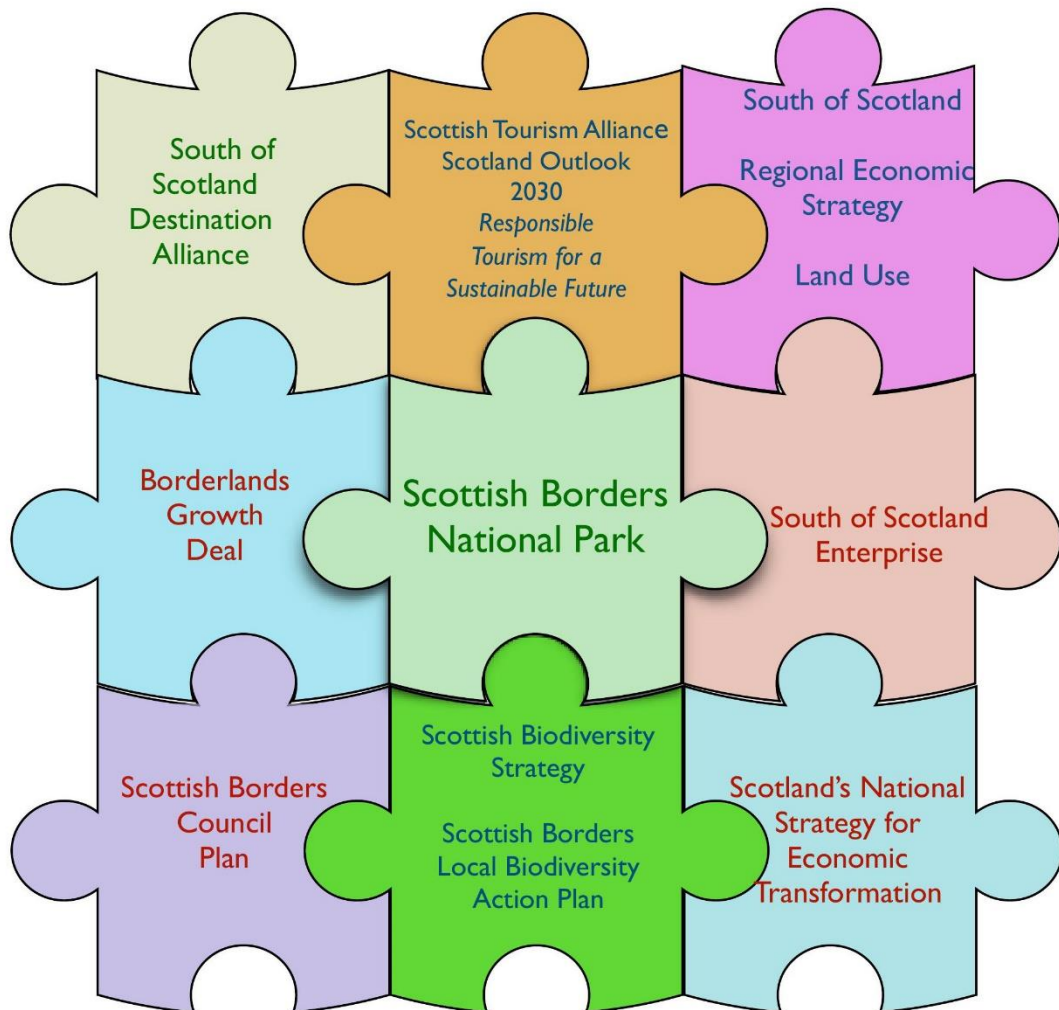 South of
Scotland
Destination
Alliance
Scottish Tourism Alliance
Scotland Outlook
2030
Responsible
Tourism for a
Sustainable Future
South of Scotland
Regional Economic
Strategy
Land Use
Borderlands
Growth
Deal
Scottish Borders
National Park
South of Scotland
Enterprise
Scottish Borders
Council
Plan
Scottish Biodiversity
Strategy
Scottish Borders
Local Biodiversity
Action Plan
Scotland's National
Strategy for
Economic
Transformation